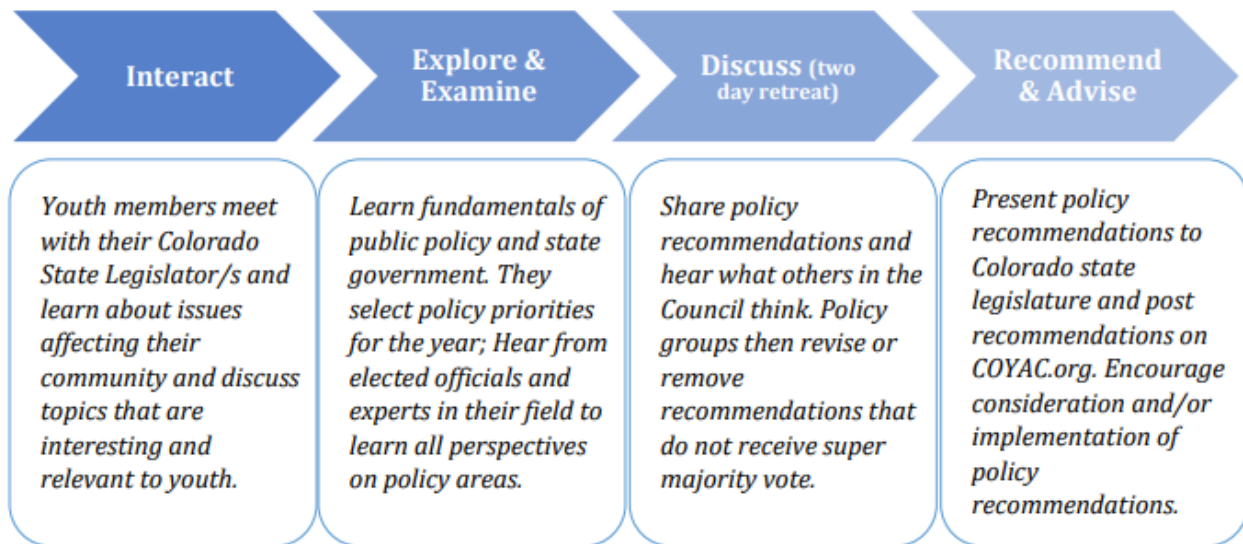 Interact
Explore &
Examine
Discuss (two
day retreat)
Recommend
& Advise
Youth members meet
with their Colorado
State Legislator/s and
learn about issues
affecting their
community and discuss
topics that are
interesting and
relevant to youth.
Learn fundamentals of
public policy and state
government. They
select policy priorities
for the year; Hear from
elected officials and
experts in their field to
learn all perspectives
on policy areas.
Share policy
recommendations and
hear what others in the
Council think. Policy
groups then revise or
remove
recommendations that
do not receive super
majority vote.
Present policy
recommendations to
Colorado state
legislature and post
recommendations on
COYAC.org. Encourage
consideration and/or
implementation of
policy
recommendations.